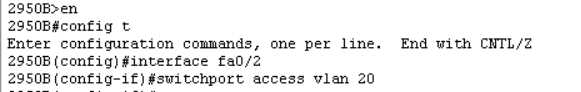 2950B>en
2950B#config t
Enter configuration commands, one per line.  End with CNTL/Z
2950B(config)#interface fa0/2
2950B(config-if)#switchport access vlan 20